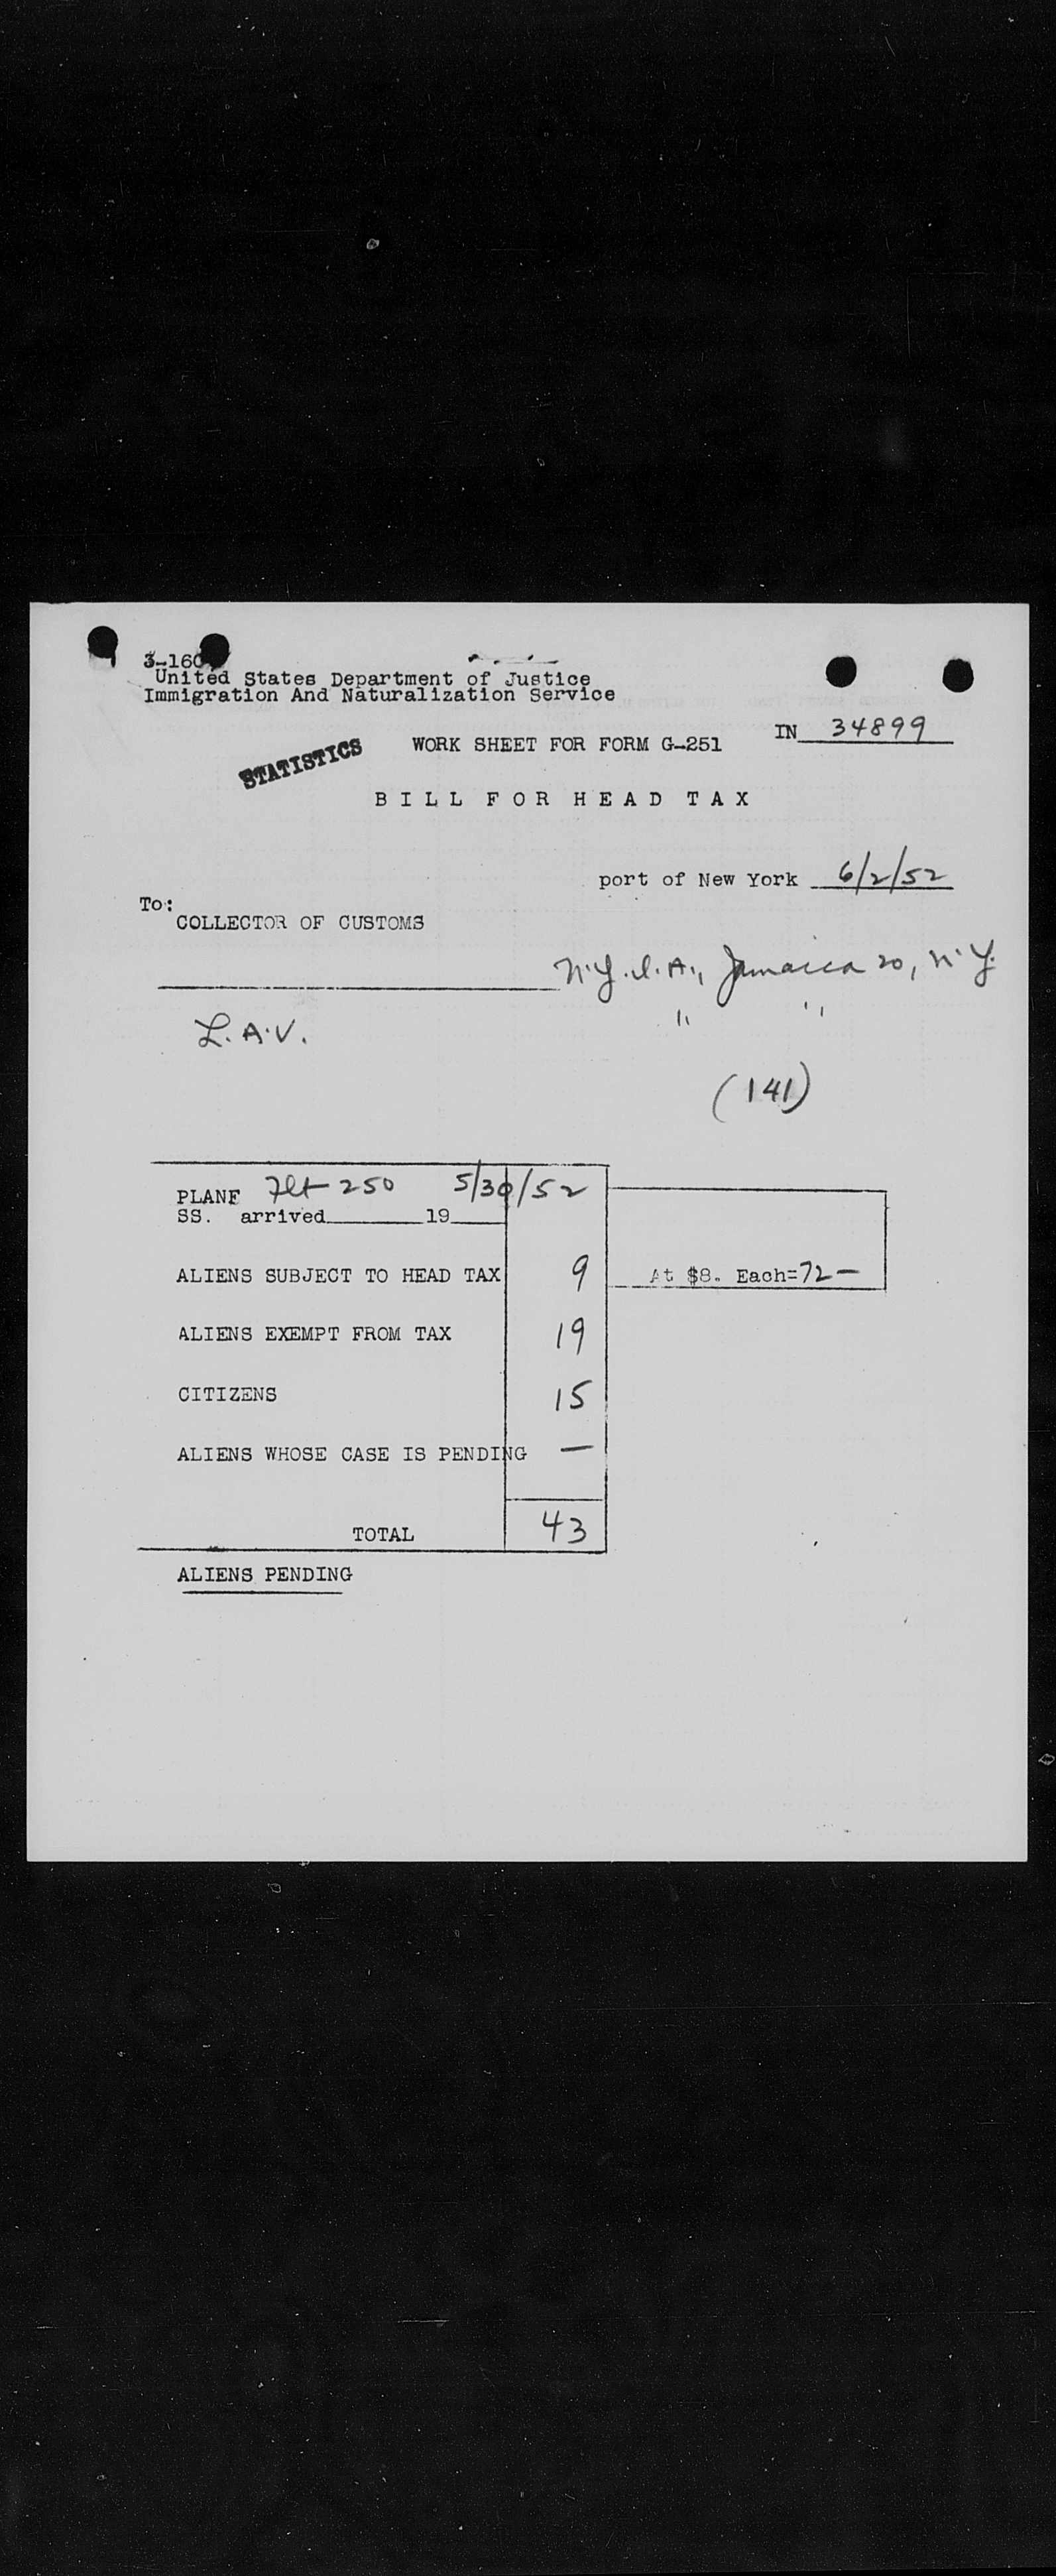 3-160
United States Department of Justice
Immigration And Naturalization Service
IN 34899
STATISTICS
WORK SHEET FOR FORM G-251
BILL FOR HEAD TAX
port of New York 6/2/52
To:
COLLECTOR OF CUSTOMS
N.Y.I.A., Jamaica 20, N.Y.
" "
L.A.V.
(141)
PLANE Flt 250 5/30/52
SS. arrived 19
ALIENS SUBJECT TO HEAD TAX 9 At $8. Each=72—
ALIENS EXEMPT FROM TAX 19
CITIZENS 15
ALIENS WHOSE CASE IS PENDING —
TOTAL 43
ALIENS PENDING